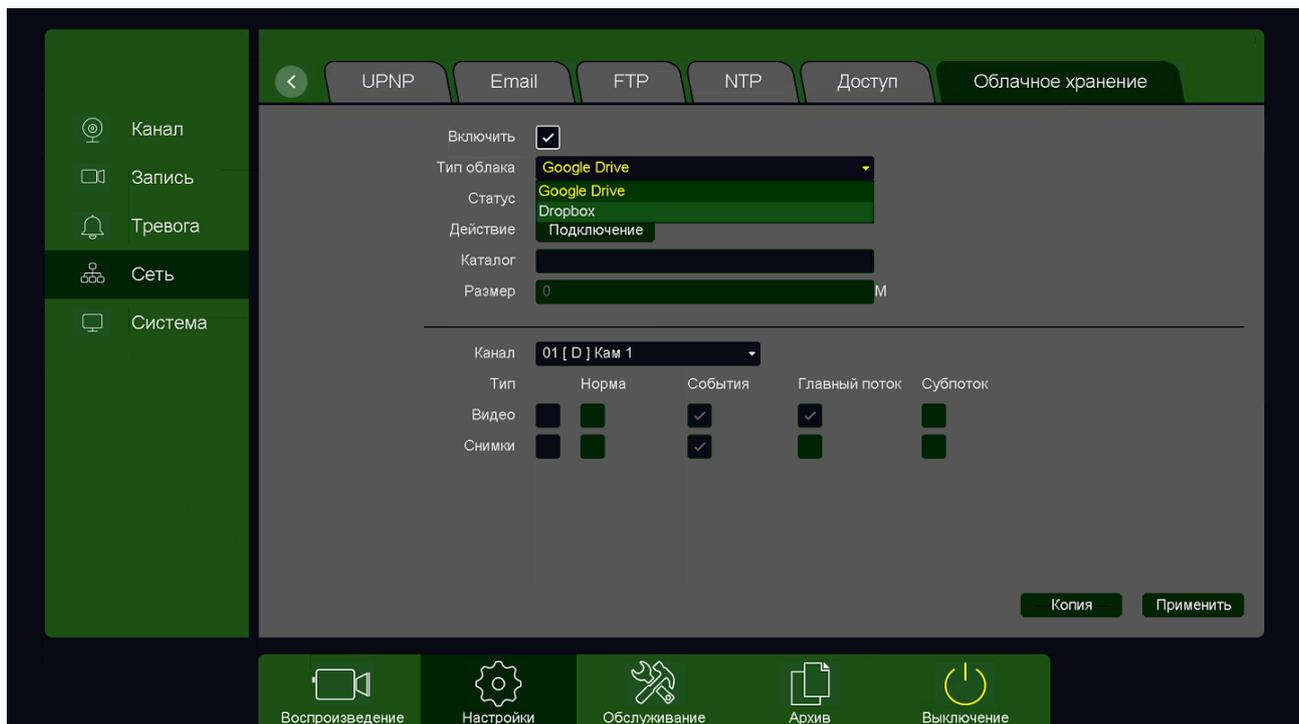 UPNP Email FTP NTP Доступ Облачное хранение
Канал
Запись
Тревога
Сеть
Система
Включить
Тип облака Google Drive
Google Drive
Статус
Dropbox
Действие Подключение
Каталог
Размер 0 M
Канал 01 [ D ] Кам 1
Тип Норма События Главный поток Субпоток
Видео
Снимки
Копия Применить
Воспроизведение Настройки Обслуживание Архив Выключение